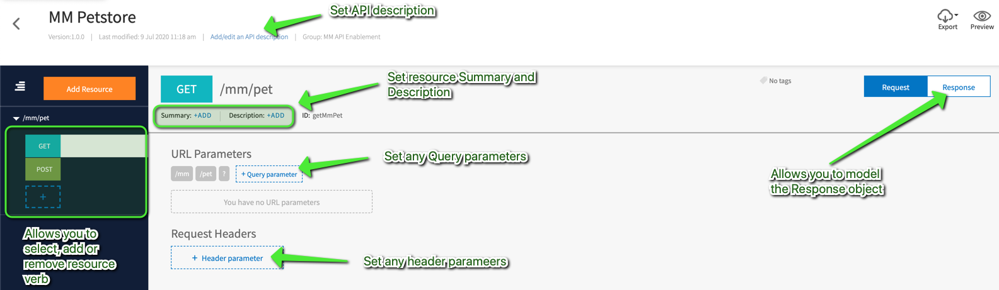 MM Petstore
Set API description
Version:1.0.0 | Last modified: 9 Jul 2020 11:18 am | Add/edit an API description | Group: MM API Enablement
Export
Preview
Add Resource
/mm/pet
GET
POST
+
Allows you to
select, add or
remove resource
verb
GET /mm/pet
Set resource Summary and
Description
No tags
Request
Response
Summary: +ADD | Description: +ADD ID: getMmPet
URL Parameters
Set any Query parameters
/mm /pet ? + Query parameter
You have no URL parameters
Allows you to model
the Response object
Request Headers
+ Header parameter
Set any header parameers